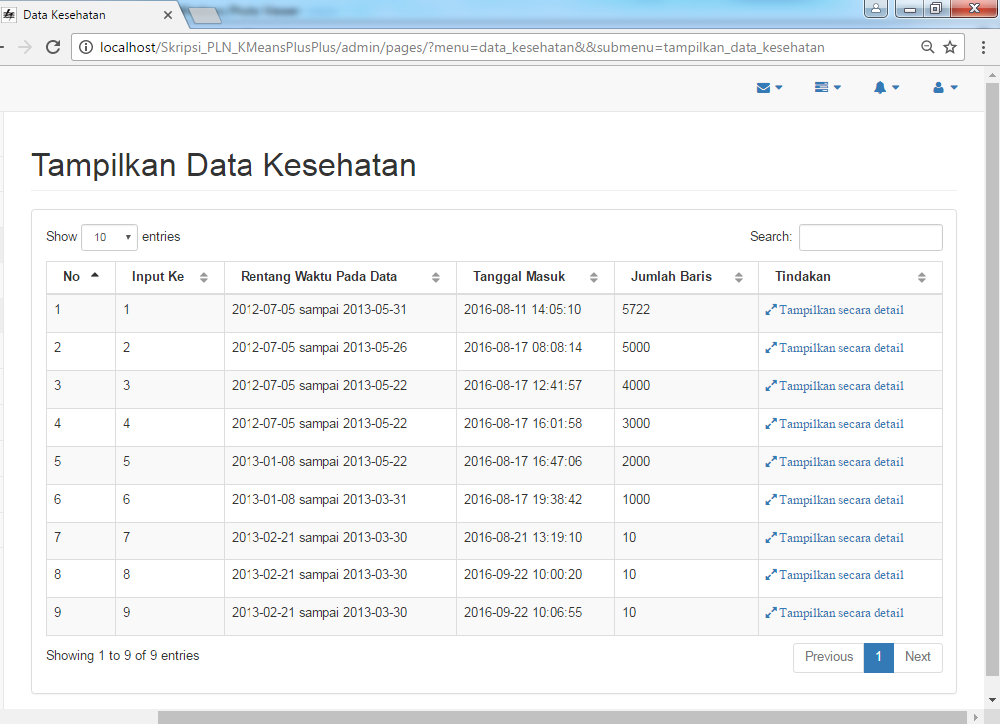 Data Kesehatan
localhost/Skripsi_PLN_KMeansPlusPlus/admin/pages/?menu=data_kesehatan&&submenu=tampilkan_data_kesehatan
Tampilkan Data Kesehatan
Show 10 entries Search:
No Input Ke Rentang Waktu Pada Data Tanggal Masuk Jumlah Baris Tindakan
1 1 2012-07-05 sampai 2013-05-31 2016-08-11 14:05:10 5722 Tampilkan secara detail
2 2 2012-07-05 sampai 2013-05-26 2016-08-17 08:08:14 5000 Tampilkan secara detail
3 3 2012-07-05 sampai 2013-05-22 2016-08-17 12:41:57 4000 Tampilkan secara detail
4 4 2012-07-05 sampai 2013-05-22 2016-08-17 16:01:58 3000 Tampilkan secara detail
5 5 2013-01-08 sampai 2013-05-22 2016-08-17 16:47:06 2000 Tampilkan secara detail
6 6 2013-01-08 sampai 2013-03-31 2016-08-17 19:38:42 1000 Tampilkan secara detail
7 7 2013-02-21 sampai 2013-03-30 2016-08-21 13:19:10 10 Tampilkan secara detail
8 8 2013-02-21 sampai 2013-03-30 2016-09-22 10:00:20 10 Tampilkan secara detail
9 9 2013-02-21 sampai 2013-03-30 2016-09-22 10:06:55 10 Tampilkan secara detail
Showing 1 to 9 of 9 entries Previous 1 Next